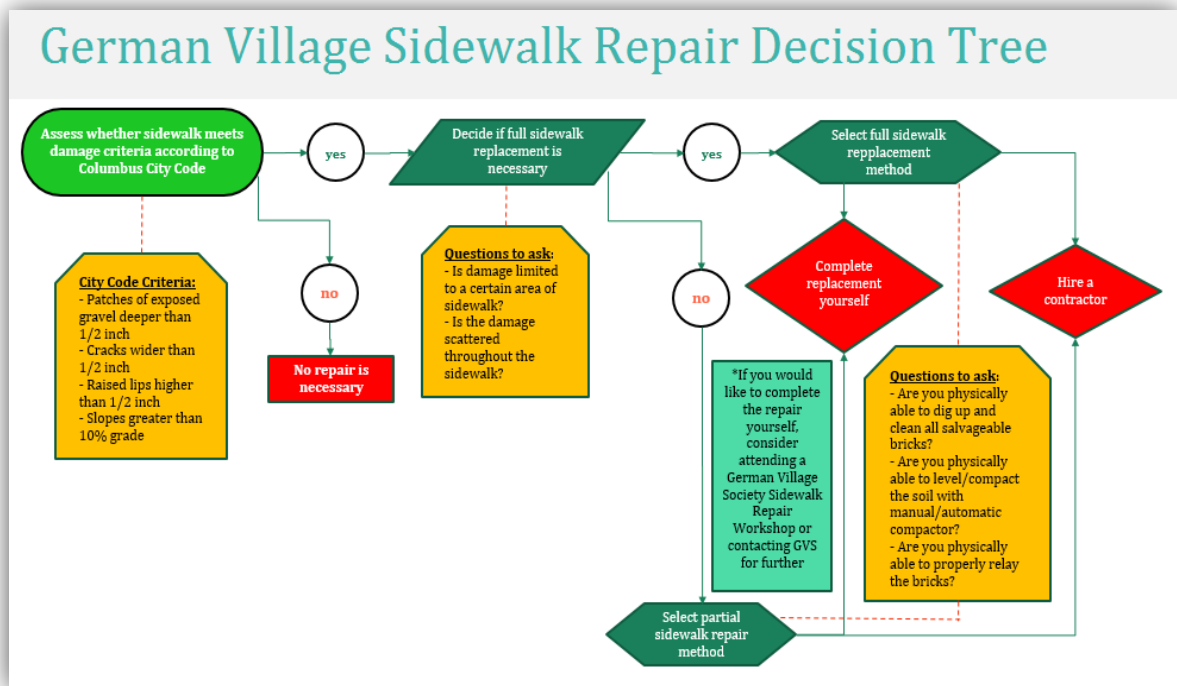 German Village Sidewalk Repair Decision Tree
Assess whether sidewalk meets
damage criteria according to
Columbus City Code
yes
Decide if full sidewalk
replacement is
necessary
yes
Select full sidewalk
repplacement
method
City Code Criteria:
- Patches of exposed
gravel deeper than
1/2 inch
- Cracks wider than
1/2 inch
- Raised lips higher
than 1/2 inch
- Slopes greater than
10% grade
no
No repair is
necessary
Questions to ask:
- Is damage limited
to a certain area of
sidewalk?
- Is the damage
scattered
throughout the
sidewalk?
no
Complete
replacement
yourself
Hire a
contractor
*If you would
like to complete
the repair
yourself,
consider
attending a
German Village
Society Sidewalk
Repair
Workshop or
contacting GVS
for further
Questions to ask:
- Are you physically
able to dig up and
clean all salvageable
bricks?
- Are you physically
able to level/compact
the soil with
manual/automatic
compactor?
- Are you physically
able to properly relay
the bricks?
Select partial
sidewalk repair
method